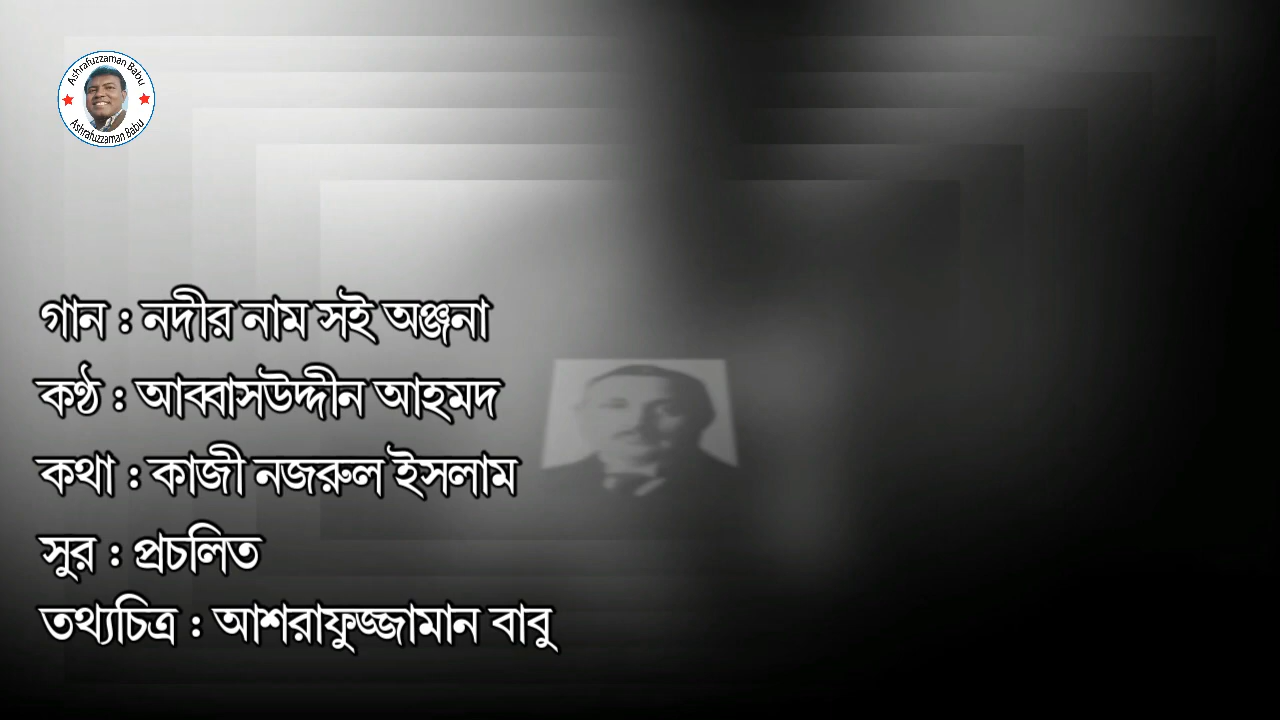 Ashrafuzzaman Babu
Ashrafuzzaman Babu
গান : নদীর নাম সই অঞ্জনা
কণ্ঠ : আব্বাসউদ্দীন আহমদ
কথা : কাজী নজরুল ইসলাম
সুর : প্রচলিত
তথ্যচিত্র : আশরাফুজ্জামান বাবু